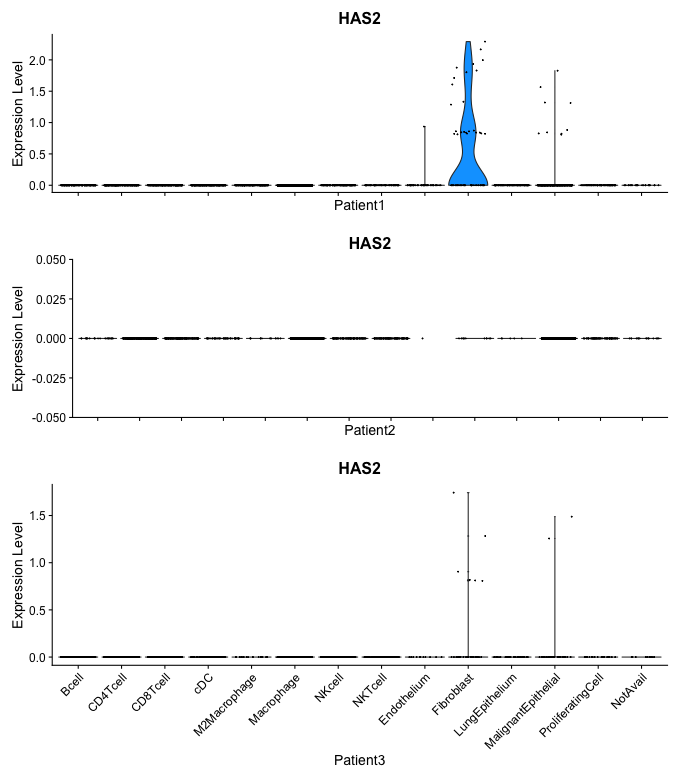 HAS2
Expression Level
2.0
1.5
1.0
0.5
0.0
Patient1
HAS2
Expression Level
0.050
0.025
0.000
-0.025
-0.050
Patient2
HAS2
Expression Level
1.5
1.0
0.5
0.0
Bcell
CD4Tcell
CD8Tcell
cDC
M2Macrophage
Macrophage
NKcell
NKTcell
Endothelium
Fibroblast
LungEpithelium
MalignantEpithelial
ProliferatingCell
NotAvail
Patient3